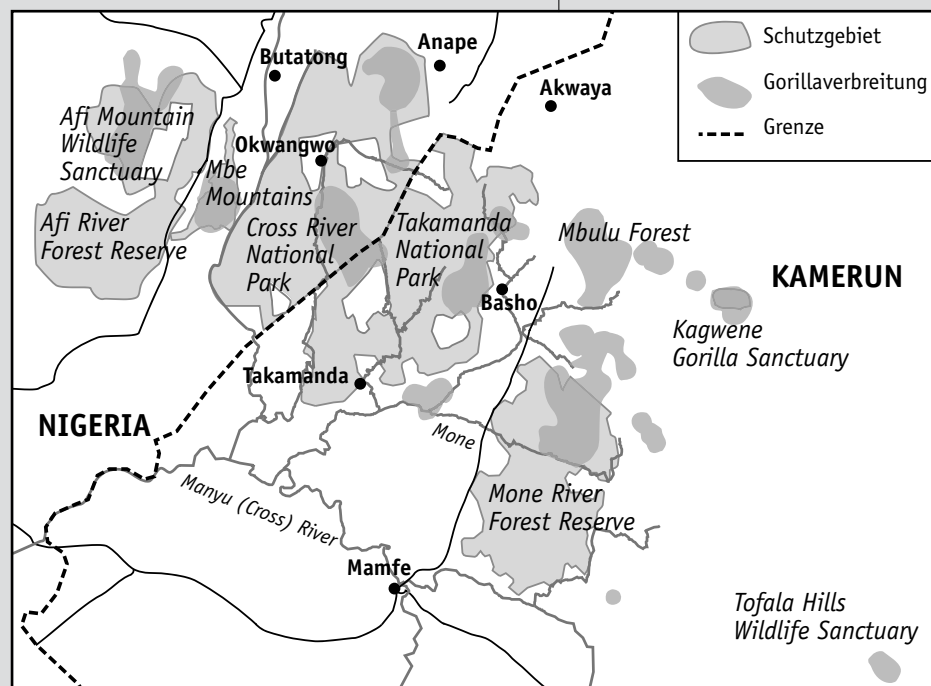 Schutzgebiet
Gorillaverbreitung
Grenze
Butatong
Anape
Akwaya
Afi Mountain
Wildlife
Sanctuary
Okwangwo
Mbe
Mountains
Afi River
Forest Reserve
Cross River
National
Park
Takamanda
National
Park
Mbulu Forest
KAMERUN
Basho
Kagwene
Gorilla Sanctuary
Takamanda
NIGERIA
Mone
Manyu (Cross) River
Mone River
Forest Reserve
Mamfe
Tofala Hills
Wildlife Sanctuary